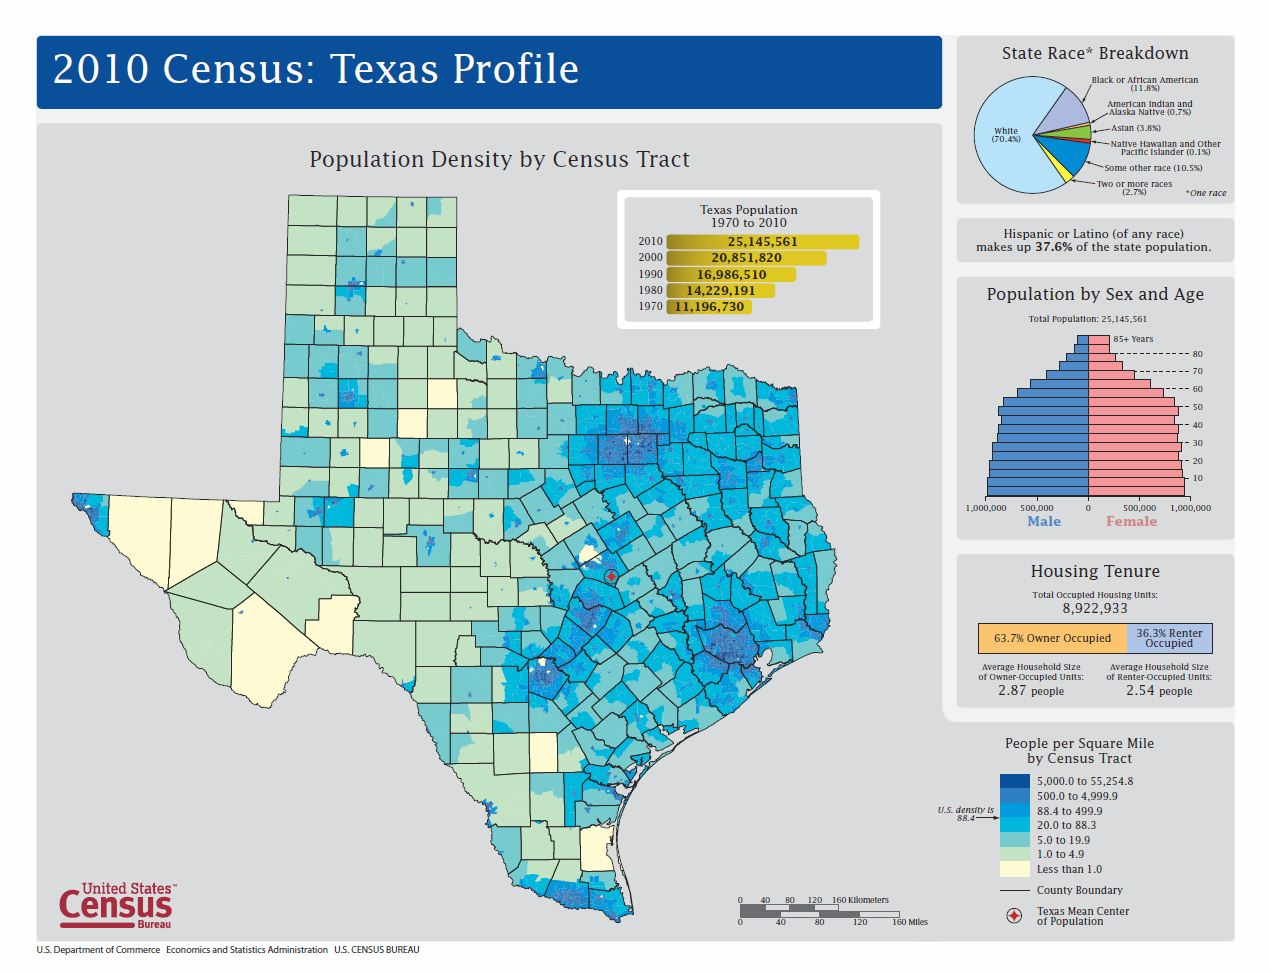 2010 Census: Texas Profile
Population Density by Census Tract
Texas Population
1970 to 2010
2010 25,145,561
2000 20,851,820
1990 16,986,510
1980 14,229,191
1970 11,196,730
0 40 80 120 160 Kilometers
0 40 80 120 160 Miles
United States™
Census
Bureau
State Race* Breakdown
Black or African American
(11.8%)
American Indian and
Alaska Native (0.7%)
Asian (3.8%)
White
(70.4%)
Native Hawaiian and Other
Pacific Islander (0.1%)
Some other race (10.5%)
Two or more races
(2.7%)
*One race
Hispanic or Latino (of any race)
makes up 37.6% of the state population.
Population by Sex and Age
Total Population: 25,145,561
85+ Years
80
70
60
50
40
30
20
10
1,000,000 500,000 0 500,000 1,000,000
Male Female
Housing Tenure
Total Occupied Housing Units:
8,922,933
63.7% Owner Occupied
36.3% Renter
Occupied
Average Household Size
of Owner-Occupied Units:
2.87 people
Average Household Size
of Renter-Occupied Units:
2.54 people
People per Square Mile
by Census Tract
5,000.0 to 55,254.8
500.0 to 4,999.9
88.4 to 499.9
U.S. density is
88.4
20.0 to 88.3
5.0 to 19.9
1.0 to 4.9
Less than 1.0
County Boundary
Texas Mean Center
of Population
U.S. Department of Commerce Economics and Statistics Administration U.S. CENSUS BUREAU